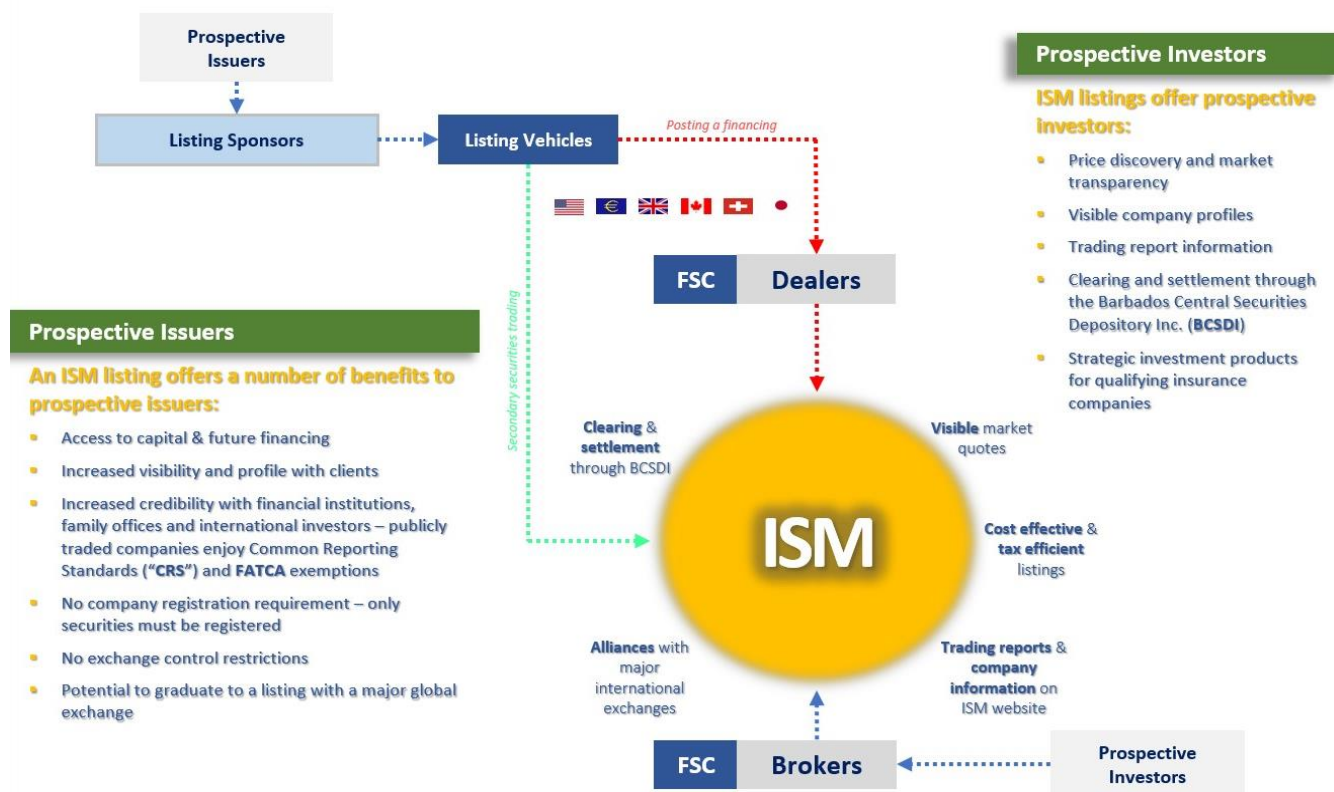 Prospective
Issuers
Listing Sponsors
Listing Vehicles
Posting a financing
Secondary securities trading
FSC
Dealers
Prospective Issuers
An ISM listing offers a number of benefits to
prospective issuers:
Access to capital & future financing
Increased visibility and profile with clients
Increased credibility with financial institutions,
family offices and international investors – publicly
traded companies enjoy Common Reporting
Standards (“CRS”) and FATCA exemptions
No company registration requirement – only
securities must be registered
No exchange control restrictions
Potential to graduate to a listing with a major global
exchange
Clearing &
settlement
through BCSDI
Visible market
quotes
ISM
Cost effective &
tax efficient
listings
Alliances with
major
international
exchanges
Trading reports &
company
information on
ISM website
FSC
Brokers
Prospective
Investors
Prospective Investors
ISM listings offer prospective
investors:
Price discovery and market
transparency
Visible company profiles
Trading report information
Clearing and settlement through
the Barbados Central Securities
Depository Inc. (BCSDI)
Strategic investment products
for qualifying insurance
companies